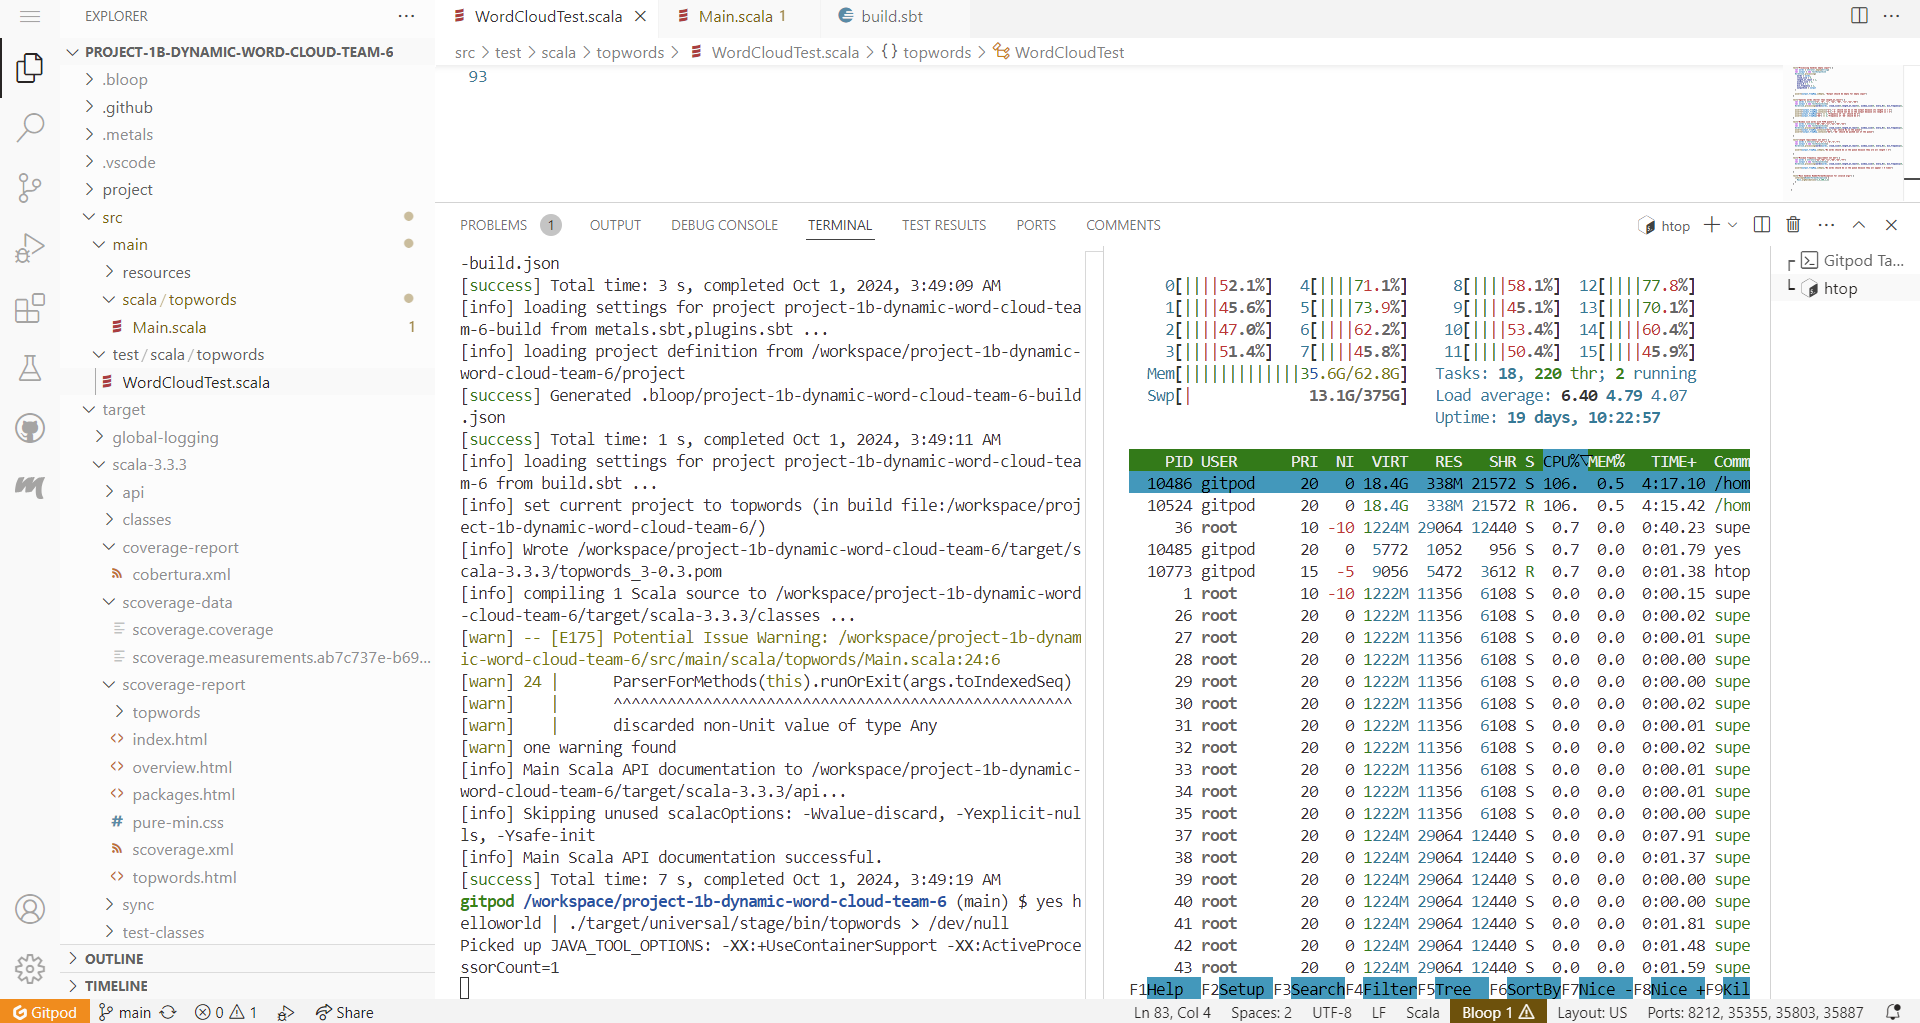 EXPLORER
PROJECT-1B-DYNAMIC-WORD-CLOUD-TEAM-6
.bloop
.github
.metals
.vscode
project
src
main
resources
scala / topwords
Main.scala 1
test / scala / topwords
WordCloudTest.scala
target
global-logging
scala-3.3.3
api
classes
coverage-report
cobertura.xml
scoverage-data
scoverage.coverage
scoverage.measurements.ab7c737e-b69...
scoverage-report
topwords
index.html
overview.html
packages.html
pure-min.css
scoverage.xml
topwords.html
sync
test-classes
OUTLINE
TIMELINE
WordCloudTest.scala Main.scala 1 build.sbt
src > test > scala > topwords > WordCloudTest.scala > {} topwords > WordCloudTest
93
PROBLEMS 1 OUTPUT DEBUG CONSOLE TERMINAL TEST RESULTS PORTS COMMENTS
htop
-build.json
[success] Total time: 3 s, completed Oct 1, 2024, 3:49:09 AM
[info] loading settings for project project-1b-dynamic-word-cloud-tea
m-6-build from metals.sbt,plugins.sbt ...
[info] loading project definition from /workspace/project-1b-dynamic-
word-cloud-team-6/project
[success] Generated .bloop/project-1b-dynamic-word-cloud-team-6-build
.json
[success] Total time: 1 s, completed Oct 1, 2024, 3:49:11 AM
[info] loading settings for project project-1b-dynamic-word-cloud-tea
m-6 from build.sbt ...
[info] set current project to topwords (in build file:/workspace/proj
ect-1b-dynamic-word-cloud-team-6/)
[info] Wrote /workspace/project-1b-dynamic-word-cloud-team-6/target/s
cala-3.3.3/topwords_3-0.3.pom
[info] compiling 1 Scala source to /workspace/project-1b-dynamic-word
-cloud-team-6/target/scala-3.3.3/classes ...
[warn] -- [E175] Potential Issue Warning: /workspace/project-1b-dynam
ic-word-cloud-team-6/src/main/scala/topwords/Main.scala:24:6
[warn] 24 |      ParserForMethods(this).runOrExit(args.toIndexedSeq)
[warn]    |      ^^^^^^^^^^^^^^^^^^^^^^^^^^^^^^^^^^^^^^^^^^^^^^^^^^^
[warn]    |      discarded non-Unit value of type Any
[warn] one warning found
[info] Main Scala API documentation to /workspace/project-1b-dynamic-
word-cloud-team-6/target/scala-3.3.3/api...
[info] Skipping unused scalacOptions: -Wvalue-discard, -Yexplicit-nul
ls, -Ysafe-init
[info] Main Scala API documentation successful.
[success] Total time: 7 s, completed Oct 1, 2024, 3:49:19 AM
gitpod /workspace/project-1b-dynamic-word-cloud-team-6 (main) $ yes h
elloworld | ./target/universal/stage/bin/topwords > /dev/null
Picked up JAVA_TOOL_OPTIONS: -XX:+UseContainerSupport -XX:ActiveProce
ssorCount=1
0[||||52.1%] 4[||||71.1%] 8[||||58.1%] 12[||||77.8%]
1[||||45.6%] 5[||||73.9%] 9[||||45.1%] 13[||||70.1%]
2[||||47.0%] 6[||||62.2%] 10[||||53.4%] 14[||||60.4%]
3[||||51.4%] 7[||||45.8%] 11[||||50.4%] 15[||||45.9%]
Mem[|||||||||||||35.6G/62.8G] Tasks: 18, 220 thr; 2 running
Swp[| 13.1G/375G] Load average: 6.40 4.79 4.07
Uptime: 19 days, 10:22:57
PID USER PRI NI VIRT RES SHR S CPU%▽MEM% TIME+ Comm
10486 gitpod 20 0 18.4G 338M 21572 S 106. 0.5 4:17.10 /hom
10524 gitpod 20 0 18.4G 338M 21572 R 106. 0.5 4:15.42 /hom
36 root 10 -10 1224M 29064 12440 S 0.7 0.0 0:40.23 supe
10485 gitpod 20 0 5772 1052 956 S 0.7 0.0 0:01.79 yes
10773 gitpod 15 -5 9056 5472 3612 R 0.7 0.0 0:01.38 htop
1 root 10 -10 1222M 11356 6108 S 0.0 0.0 0:00.15 supe
26 root 20 0 1222M 11356 6108 S 0.0 0.0 0:00.02 supe
27 root 20 0 1222M 11356 6108 S 0.0 0.0 0:00.01 supe
28 root 20 0 1222M 11356 6108 S 0.0 0.0 0:00.00 supe
29 root 20 0 1222M 11356 6108 S 0.0 0.0 0:00.00 supe
30 root 20 0 1222M 11356 6108 S 0.0 0.0 0:00.02 supe
31 root 20 0 1222M 11356 6108 S 0.0 0.0 0:00.01 supe
32 root 20 0 1222M 11356 6108 S 0.0 0.0 0:00.02 supe
33 root 20 0 1222M 11356 6108 S 0.0 0.0 0:00.01 supe
34 root 20 0 1222M 11356 6108 S 0.0 0.0 0:00.01 supe
35 root 20 0 1222M 11356 6108 S 0.0 0.0 0:00.00 supe
37 root 20 0 1224M 29064 12440 S 0.0 0.0 0:07.91 supe
38 root 20 0 1224M 29064 12440 S 0.0 0.0 0:01.37 supe
39 root 20 0 1224M 29064 12440 S 0.0 0.0 0:00.00 supe
40 root 20 0 1224M 29064 12440 S 0.0 0.0 0:00.00 supe
41 root 20 0 1224M 29064 12440 S 0.0 0.0 0:01.81 supe
42 root 20 0 1224M 29064 12440 S 0.0 0.0 0:01.48 supe
43 root 20 0 1224M 29064 12440 S 0.0 0.0 0:01.59 supe
F1Help F2Setup F3SearchF4FilterF5Tree F6SortByF7Nice -F8Nice +F9Kil
Gitpod Ta...
htop
Gitpod main 0 1 Share Ln 83, Col 4 Spaces: 2 UTF-8 LF Scala Bloop 1 Layout: US Ports: 8212, 35355, 35803, 35887